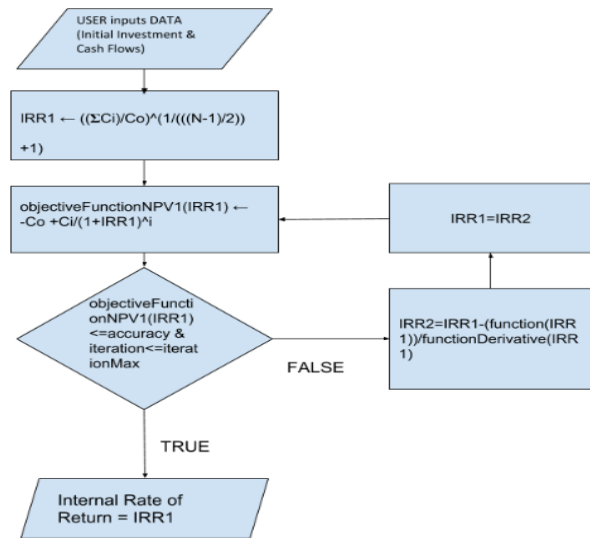 USER inputs DATA
(Initial Investment &
Cash Flows)
IRR1 ← ((ΣCi)/Co)^(1/(((N-1)/2))
+1)
objectiveFunctionNPV1(IRR1) ←
-Co +Ci/(1+IRR1)^i
IRR1=IRR2
objectiveFuncti
onNPV1(IRR1)
<=accuracy &
iteration<=iterat
ionMax
IRR2=IRR1-(function(IRR
1))/functionDerivative(IRR
1)
FALSE
TRUE
Internal Rate of
Return = IRR1